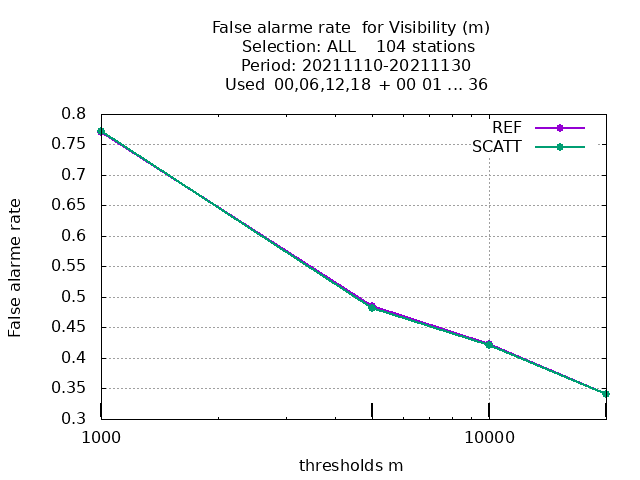 False alarme rate  for Visibility (m)
Selection: ALL    104 stations
Period: 20211110-20211130
Used  00,06,12,18  + 00 01 ... 36
REF
SCATT
0.8
0.75
0.7
0.65
0.6
0.55
0.5
0.45
0.4
0.35
0.3
False alarme rate
1000
10000
thresholds m